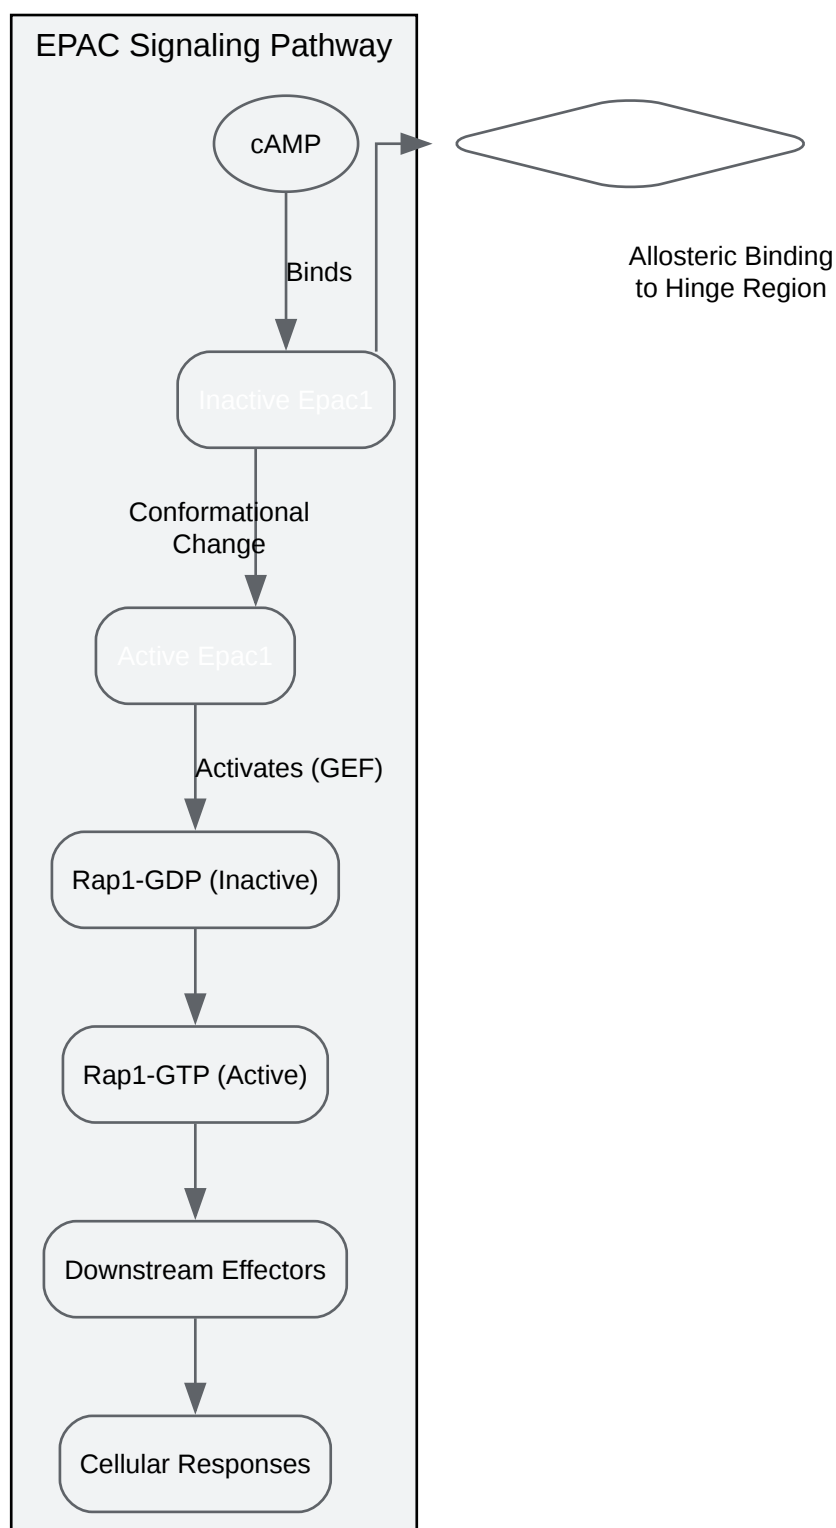 EPAC Signaling Pathway
cAMP
Binds
Allosteric Binding
to Hinge Region
Inactive Epac1
Conformational
Change
Active Epac1
Activates (GEF)
Rap1-GDP (Inactive)
Rap1-GTP (Active)
Downstream Effectors
Cellular Responses